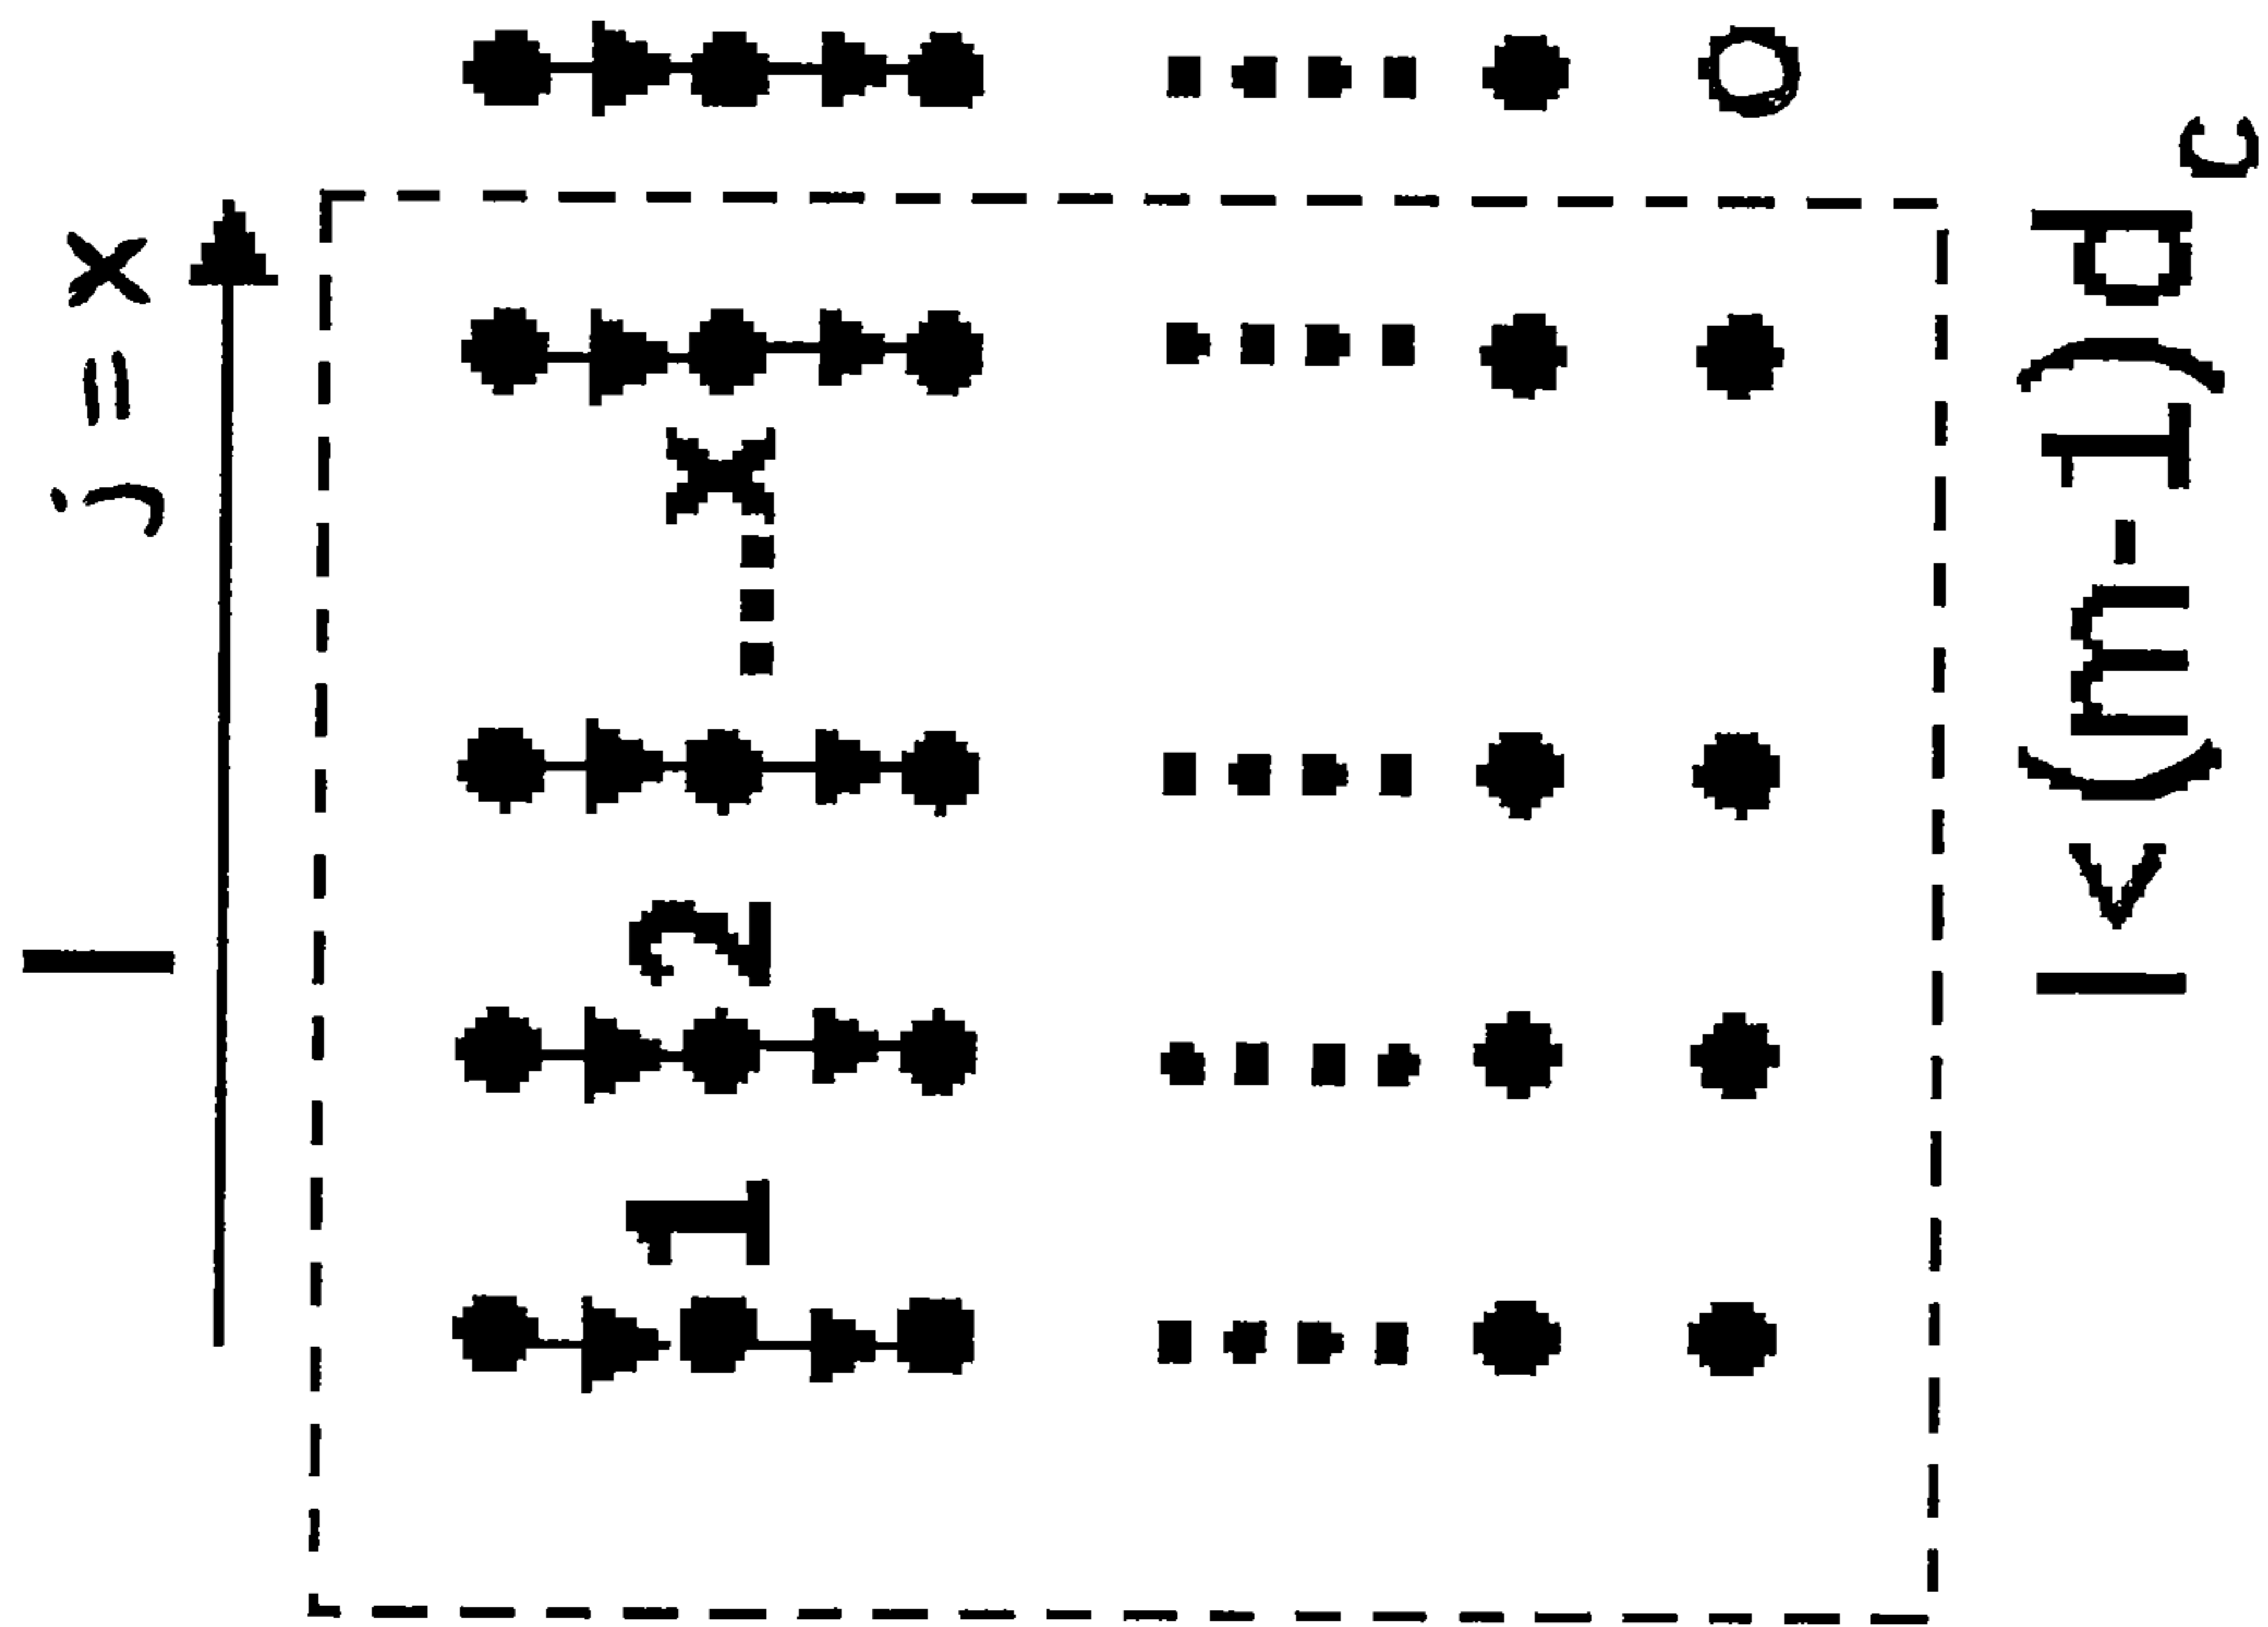 l j = x
1 2 ... x
l < (m-1)dc